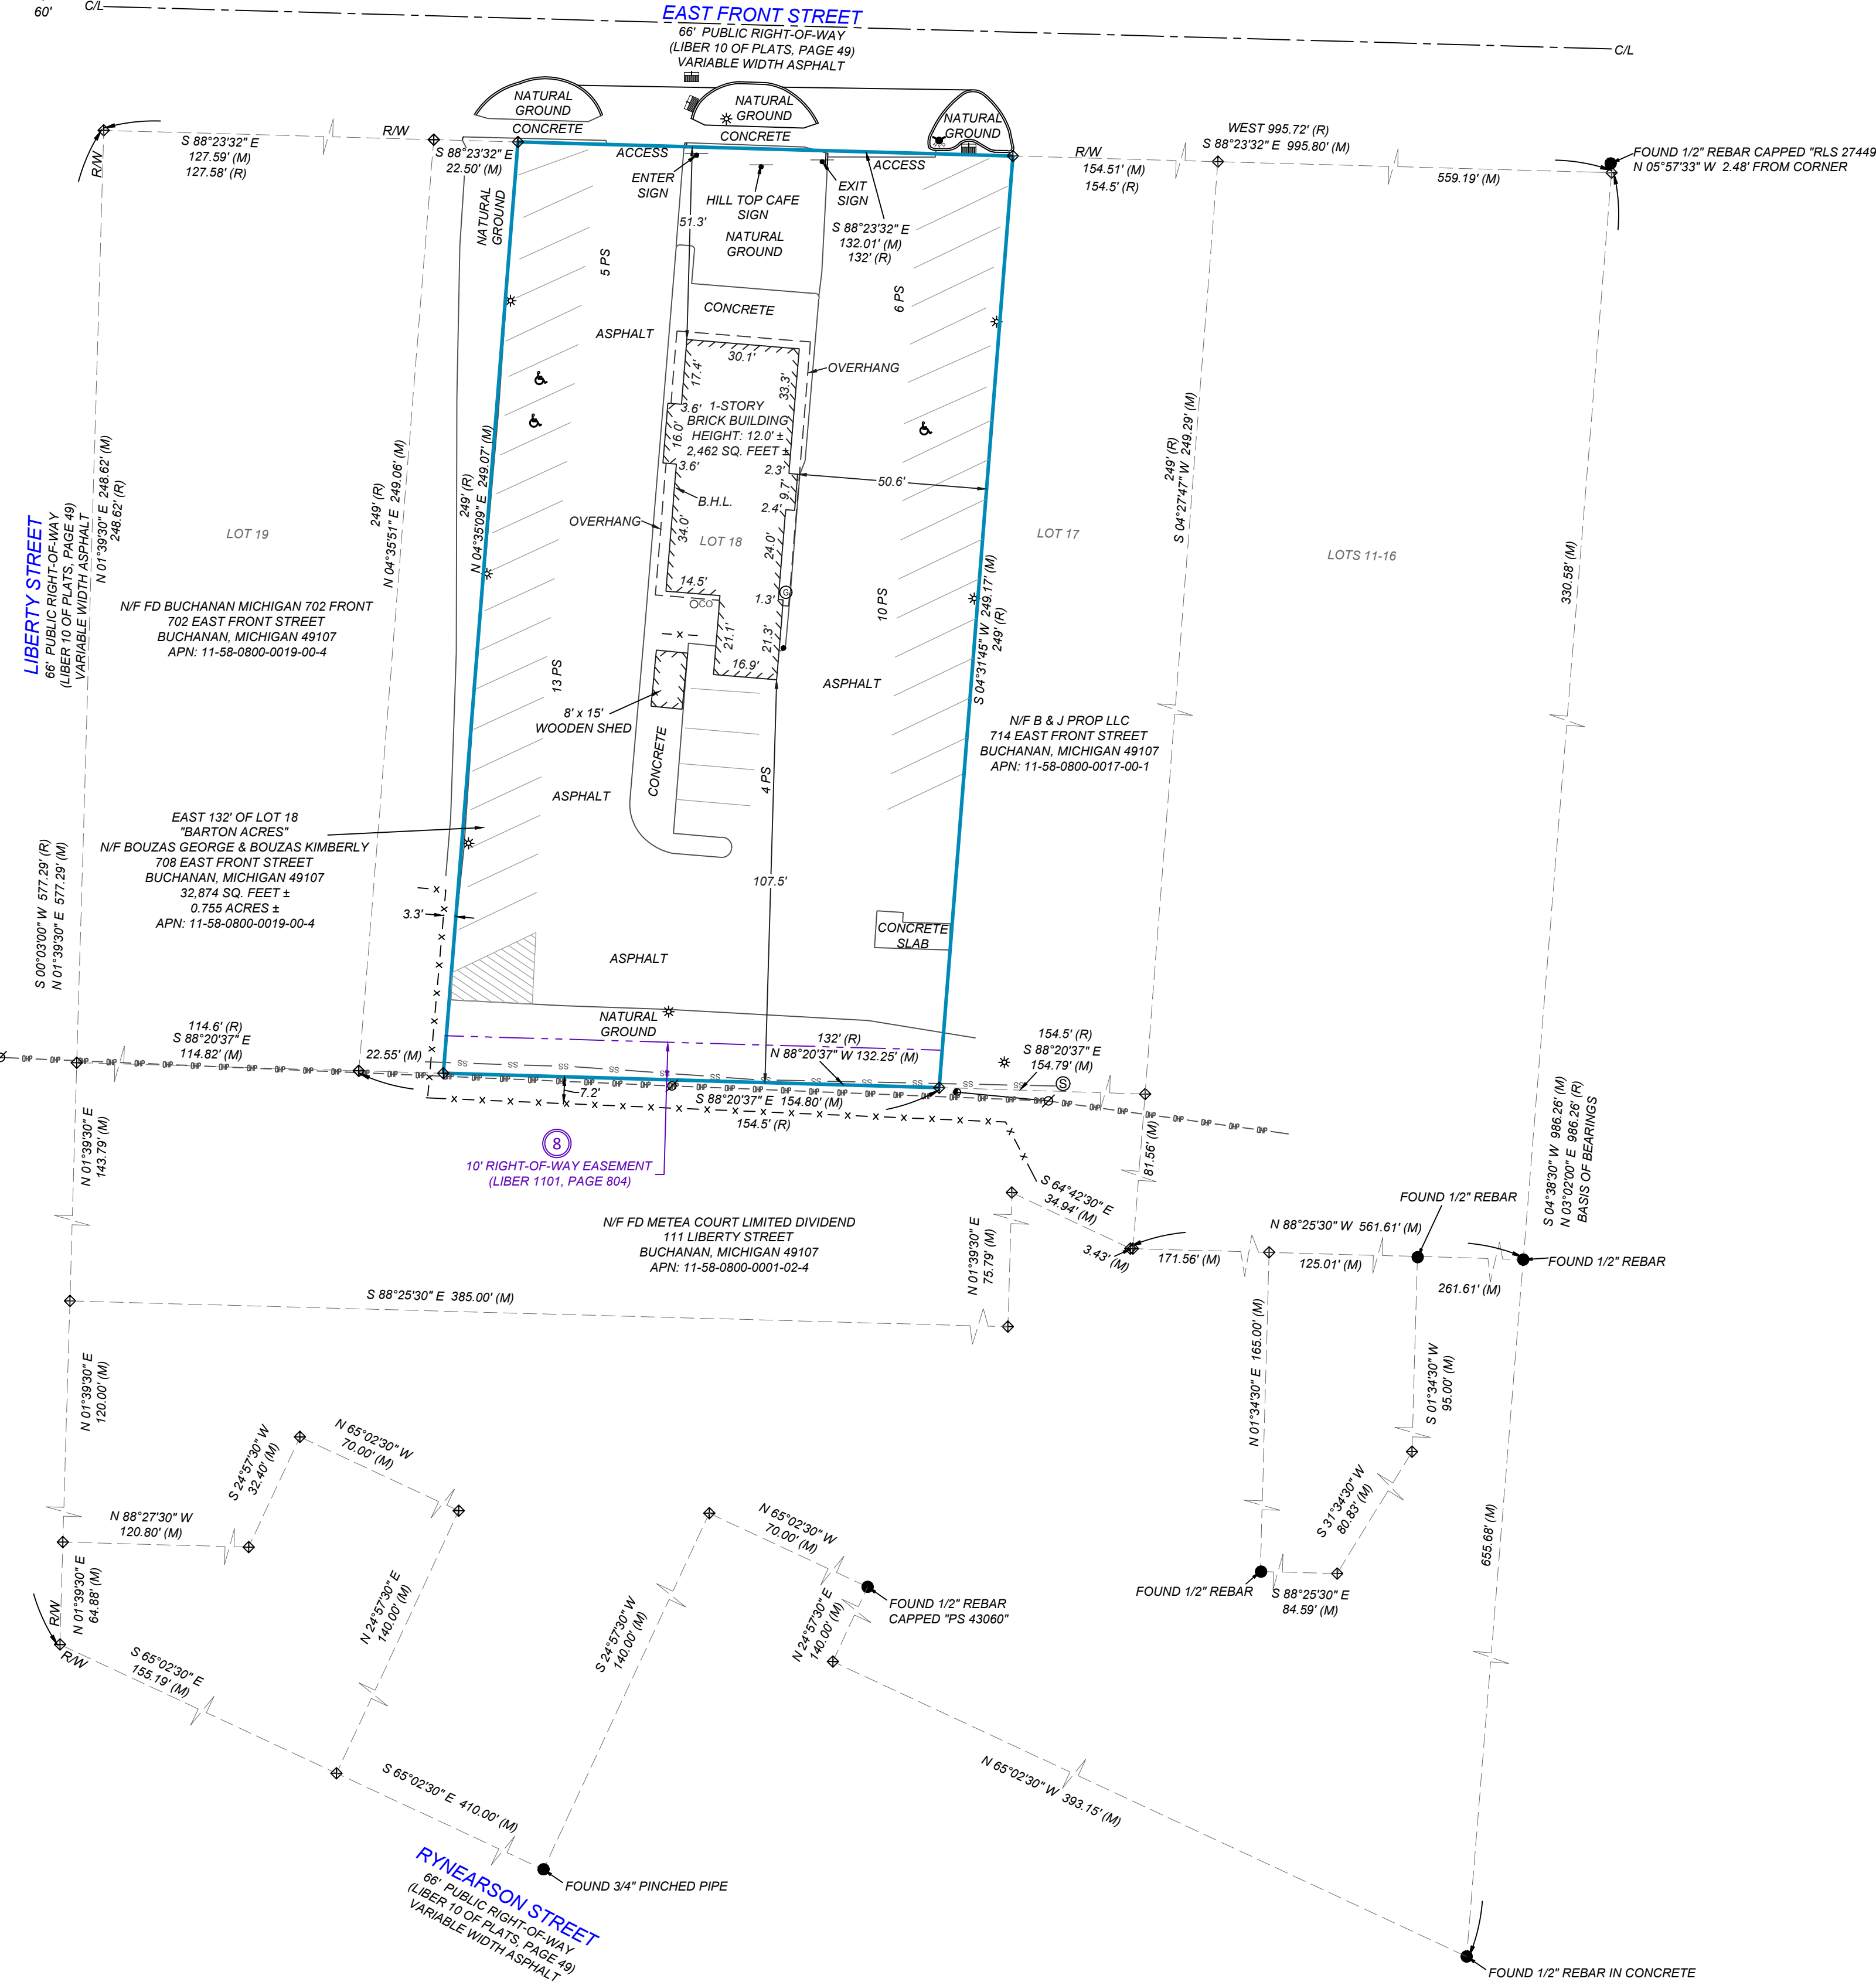 60'
C/L
EAST FRONT STREET
66' PUBLIC RIGHT-OF-WAY
(LIBER 10 OF PLATS, PAGE 49)
VARIABLE WIDTH ASPHALT
C/L
NATURAL
GROUND
NATURAL
GROUND
NATURAL
GROUND
CONCRETE
CONCRETE
R/W
R/W
S 88°23'32" E
127.59' (M)
127.58' (R)
S 88°23'32" E
22.50' (M)
ACCESS
ACCESS
R/W
154.51' (M)
154.5' (R)
WEST 995.72' (R)
S 88°23'32" E 995.80' (M)
559.19' (M)
FOUND 1/2" REBAR CAPPED "RLS 27449
N 05°57'33" W 2.48' FROM CORNER
ENTER
SIGN
EXIT
SIGN
HILL TOP CAFE
SIGN
NATURAL
GROUND
S 88°23'32" E
132.01' (M)
132' (R)
NATURAL
GROUND
51.3'
5 PS
6 PS
CONCRETE
ASPHALT
OVERHANG
30.1'
17.4'
33.3'
3.6'
1-STORY
BRICK BUILDING
HEIGHT: 12.0' ±
2,462 SQ. FEET ±
16.0'
3.6'
2.3'
9.7'
2.4'
50.6'
B.H.L.
OVERHANG
34.0'
24.0'
LOT 18
LOT 19
LOT 17
LOTS 11-16
14.5'
CO
1.3'
G
21.1'
21.3'
16.9'
10 PS
13 PS
ASPHALT
8' x 15'
WOODEN SHED
CONCRETE
4 PS
ASPHALT
107.5'
CONCRETE
SLAB
ASPHALT
NATURAL
GROUND
LIBERTY STREET
66' PUBLIC RIGHT-OF-WAY
(LIBER 10 OF PLATS, PAGE 49)
VARIABLE WIDTH ASPHALT
N 01°39'30" E 248.62' (M)
248.62' (R)
249' (R)
N 04°35'51" E 249.06' (M)
249' (R)
N 04°35'09" E 249.07' (M)
S 04°31'45" W 249.17' (M)
249' (R)
249' (R)
S 04°27'47" W 249.29' (M)
330.58' (M)
N/F FD BUCHANAN MICHIGAN 702 FRONT
702 EAST FRONT STREET
BUCHANAN, MICHIGAN 49107
APN: 11-58-0800-0019-00-4
N/F B & J PROP LLC
714 EAST FRONT STREET
BUCHANAN, MICHIGAN 49107
APN: 11-58-0800-0017-00-1
EAST 132' OF LOT 18
"BARTON ACRES"
N/F BOUZAS GEORGE & BOUZAS KIMBERLY
708 EAST FRONT STREET
BUCHANAN, MICHIGAN 49107
32,874 SQ. FEET ±
0.755 ACRES ±
APN: 11-58-0800-0019-00-4
3.3'
S 00°03'00" W 577.29' (R)
N 01°39'30" E 577.29' (M)
114.6' (R)
S 88°20'37" E
114.82' (M)
22.55' (M)
132' (R)
N 88°20'37" W 132.25' (M)
154.5' (R)
S 88°20'37" E
154.79' (M)
S
7.2'
S 88°20'37" E 154.80' (M)
154.5' (R)
8
10' RIGHT-OF-WAY EASEMENT
(LIBER 1101, PAGE 804)
N/F FD METEA COURT LIMITED DIVIDEND
111 LIBERTY STREET
BUCHANAN, MICHIGAN 49107
APN: 11-58-0800-0001-02-4
N 01°39'30" E
143.79' (M)
81.56' (M)
S 64°42'30" E
34.94' (M)
3.43' (M)
N 01°39'30" E
75.79' (M)
171.56' (M)
N 88°25'30" W 561.61' (M)
125.01' (M)
261.61' (M)
FOUND 1/2" REBAR
FOUND 1/2" REBAR
S 04°38'30" W 986.26' (M)
N 03°02'00" E 986.26' (R)
BASIS OF BEARINGS
S 88°25'30" E 385.00' (M)
N 01°39'30" E
120.00' (M)
N 88°27'30" W
120.80' (M)
S 24°57'30" W
32.40' (M)
N 65°02'30" W
70.00' (M)
N 24°57'30" E
140.00' (M)
N 01°39'30" E
64.88' (M)
R/W
R/W
S 65°02'30" E
155.19' (M)
S 65°02'30" E 410.00' (M)
S 24°57'30" W
140.00' (M)
N 65°02'30" W
70.00' (M)
FOUND 1/2" REBAR
CAPPED "PS 43060"
N 24°57'30" E
140.00' (M)
N 01°34'30" E 165.00' (M)
S 01°34'30" W
95.00' (M)
S 31°34'30" W
80.83' (M)
FOUND 1/2" REBAR
S 88°25'30" E
84.59' (M)
655.68' (M)
N 65°02'30" W 393.15' (M)
FOUND 3/4" PINCHED PIPE
RYNEARSON STREET
66' PUBLIC RIGHT-OF-WAY
(LIBER 10 OF PLATS, PAGE 49)
VARIABLE WIDTH ASPHALT
FOUND 1/2" REBAR IN CONCRETE